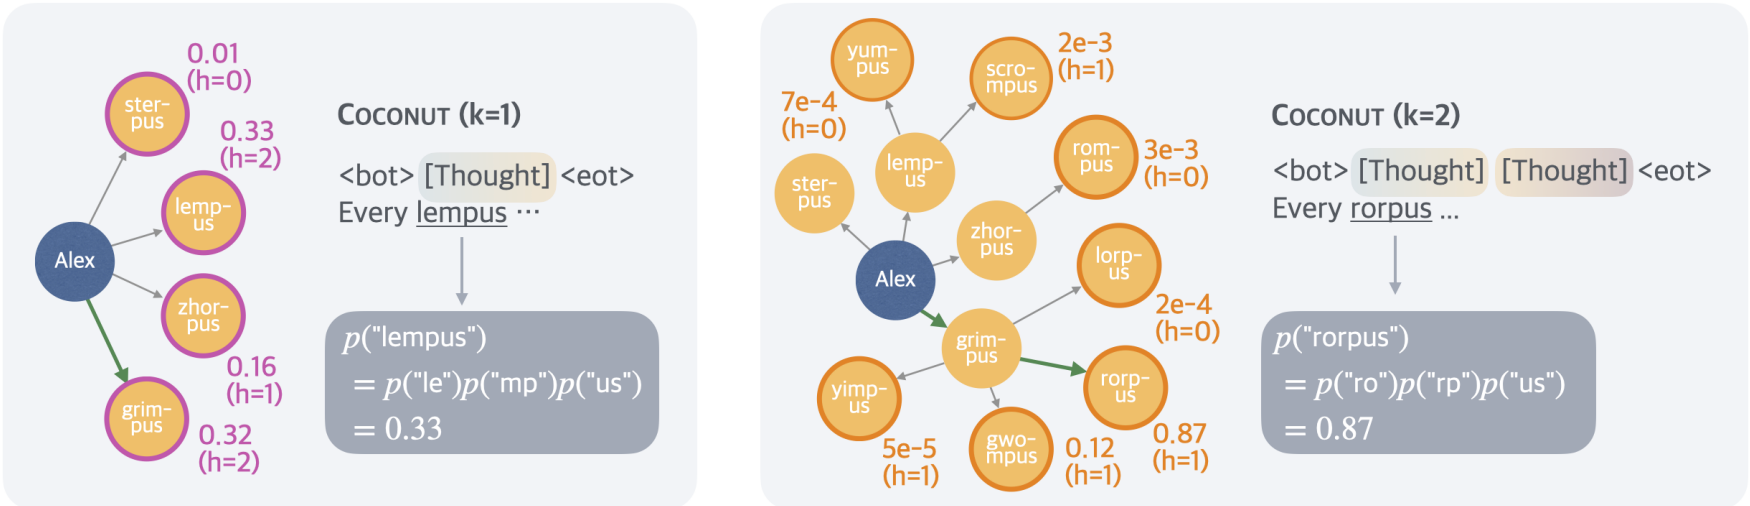 0.01
(h=0)
ster-
pus
0.33
(h=2)
lemp-
us
Alex
zhor-
pus
0.16
(h=1)
grim-
pus
0.32
(h=2)
COCONUT (k=1)
<bot> [Thought] <eot>
Every lempus ···
p("lempus")
= p("le")p("mp")p("us")
= 0.33
yum-
pus
scro-
mpus
2e-3
(h=1)
7e-4
(h=0)
ster-
pus
lemp-
us
rom-
pus
3e-3
(h=0)
zhor-
pus
Alex
lorp-
us
2e-4
(h=0)
grim-
pus
yimp-
us
5e-5
(h=1)
gwo-
mpus
0.12
(h=1)
rorp-
us
0.87
(h=1)
COCONUT (k=2)
<bot> [Thought] [Thought] <eot>
Every rorpus ...
p("rorpus")
= p("ro")p("rp")p("us")
= 0.87